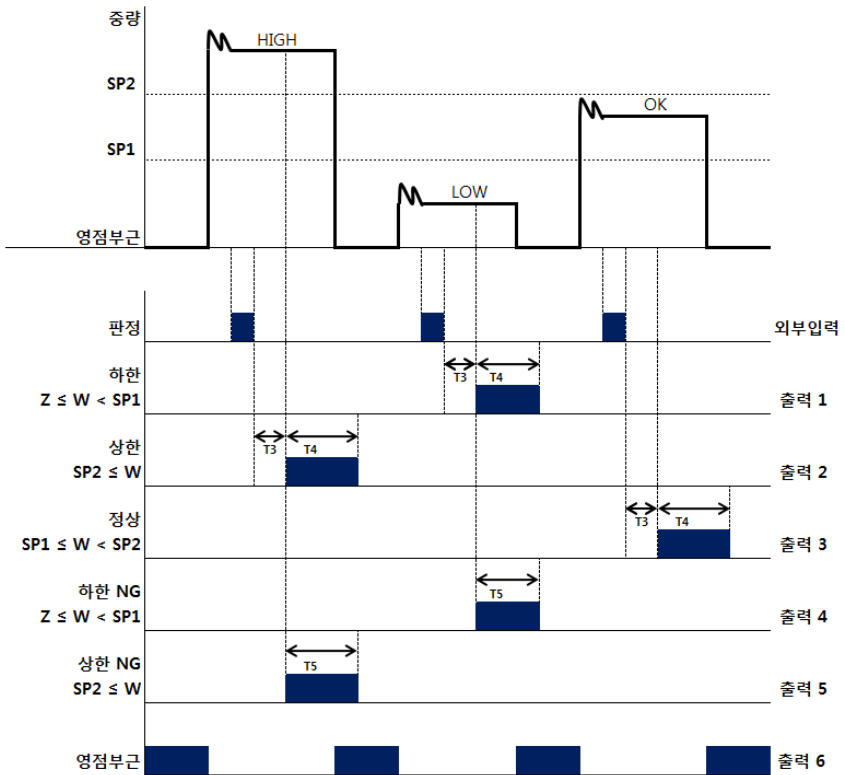 중량
HIGH
SP2
OK
SP1
LOW
영점부근
판정
외부입력
하한
Z ≤ W < SP1
T3
T4
출력 1
상한
SP2 ≤ W
T3
T4
출력 2
정상
SP1 ≤ W < SP2
T3
T4
출력 3
하한 NG
Z ≤ W < SP1
T5
출력 4
상한 NG
SP2 ≤ W
T5
출력 5
영점부근
출력 6